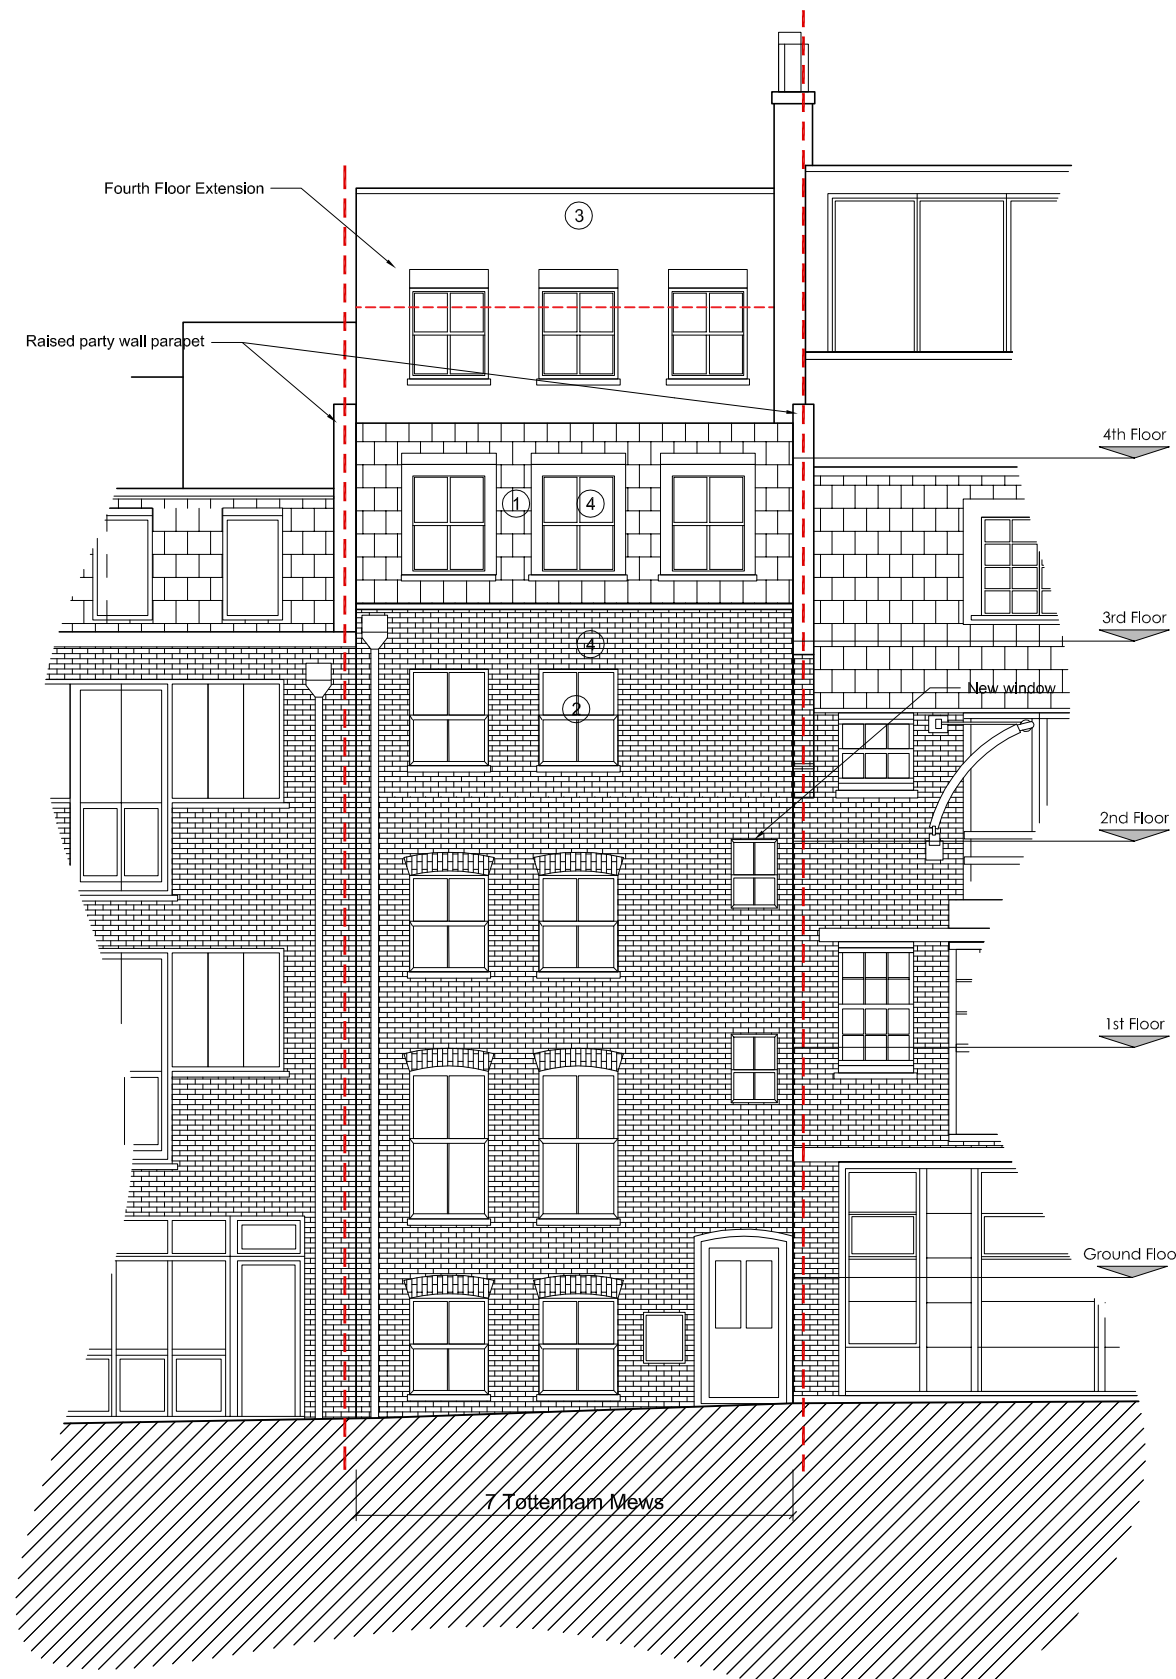 Fourth Floor Extension
3
Raised party wall parapet
4th Floor
1
4
3rd Floor
4
New window
2
2nd Floor
1st Floor
Ground Floo
7 Tottenham Mews